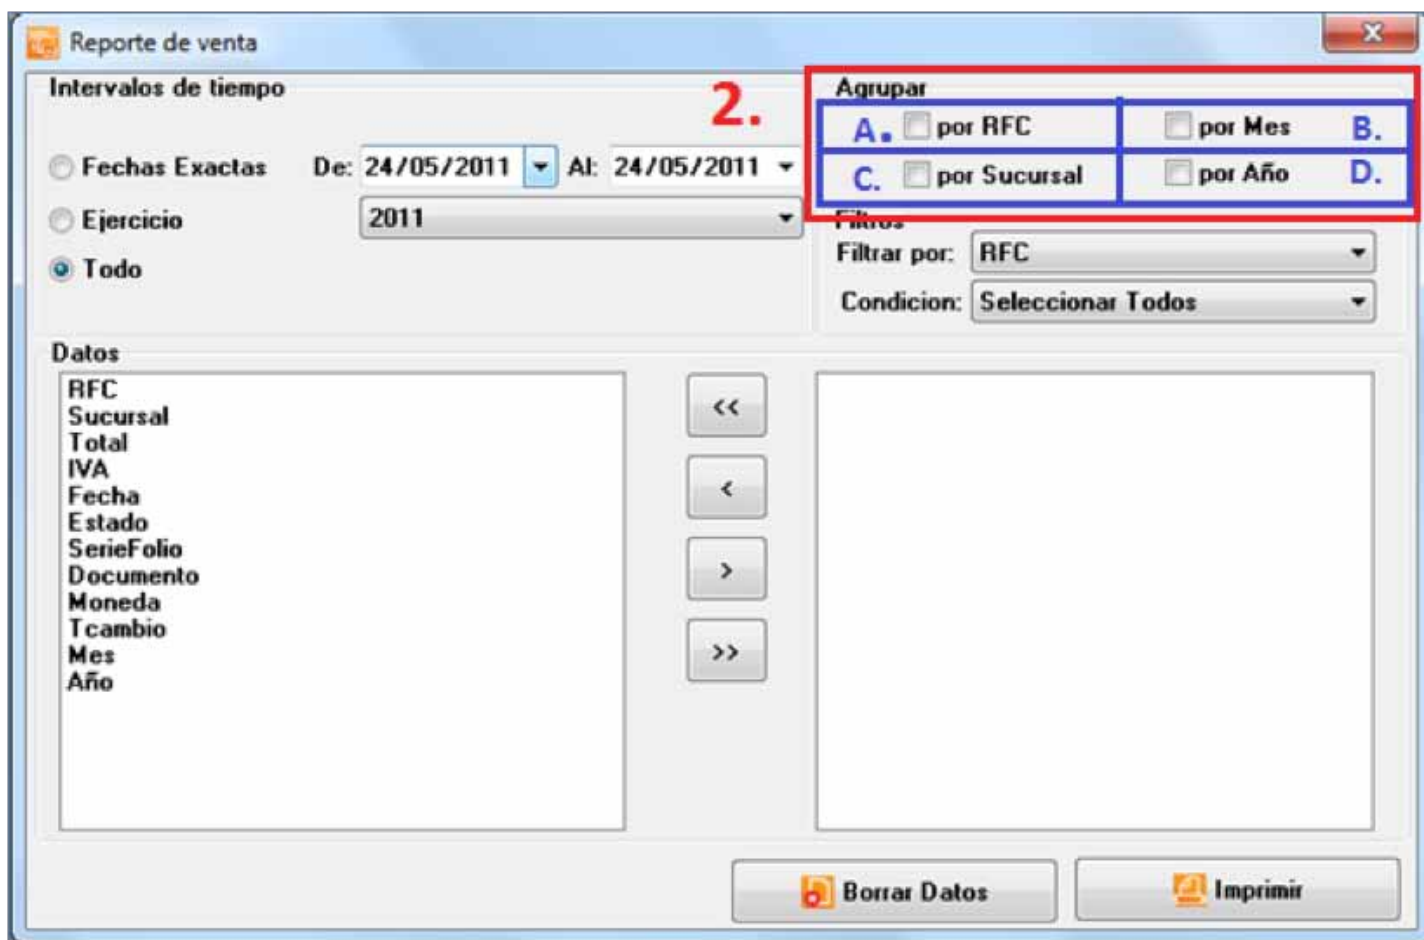 Reporte de venta
Intervalos de tiempo
2.
Agrupar
A. por RFC
por Mes B.
C. por Sucursal
por Año D.
Fechas Exactas De: 24/05/2011 Al: 24/05/2011
Ejercicio 2011
Todo
Filtros
Filtrar por: RFC
Condicion: Seleccionar Todos
Datos
RFC
Sucursal
Total
IVA
Fecha
Estado
SerieFolio
Documento
Moneda
Tcambio
Mes
Año
<<
<
>
>>
Borrar Datos
Imprimir